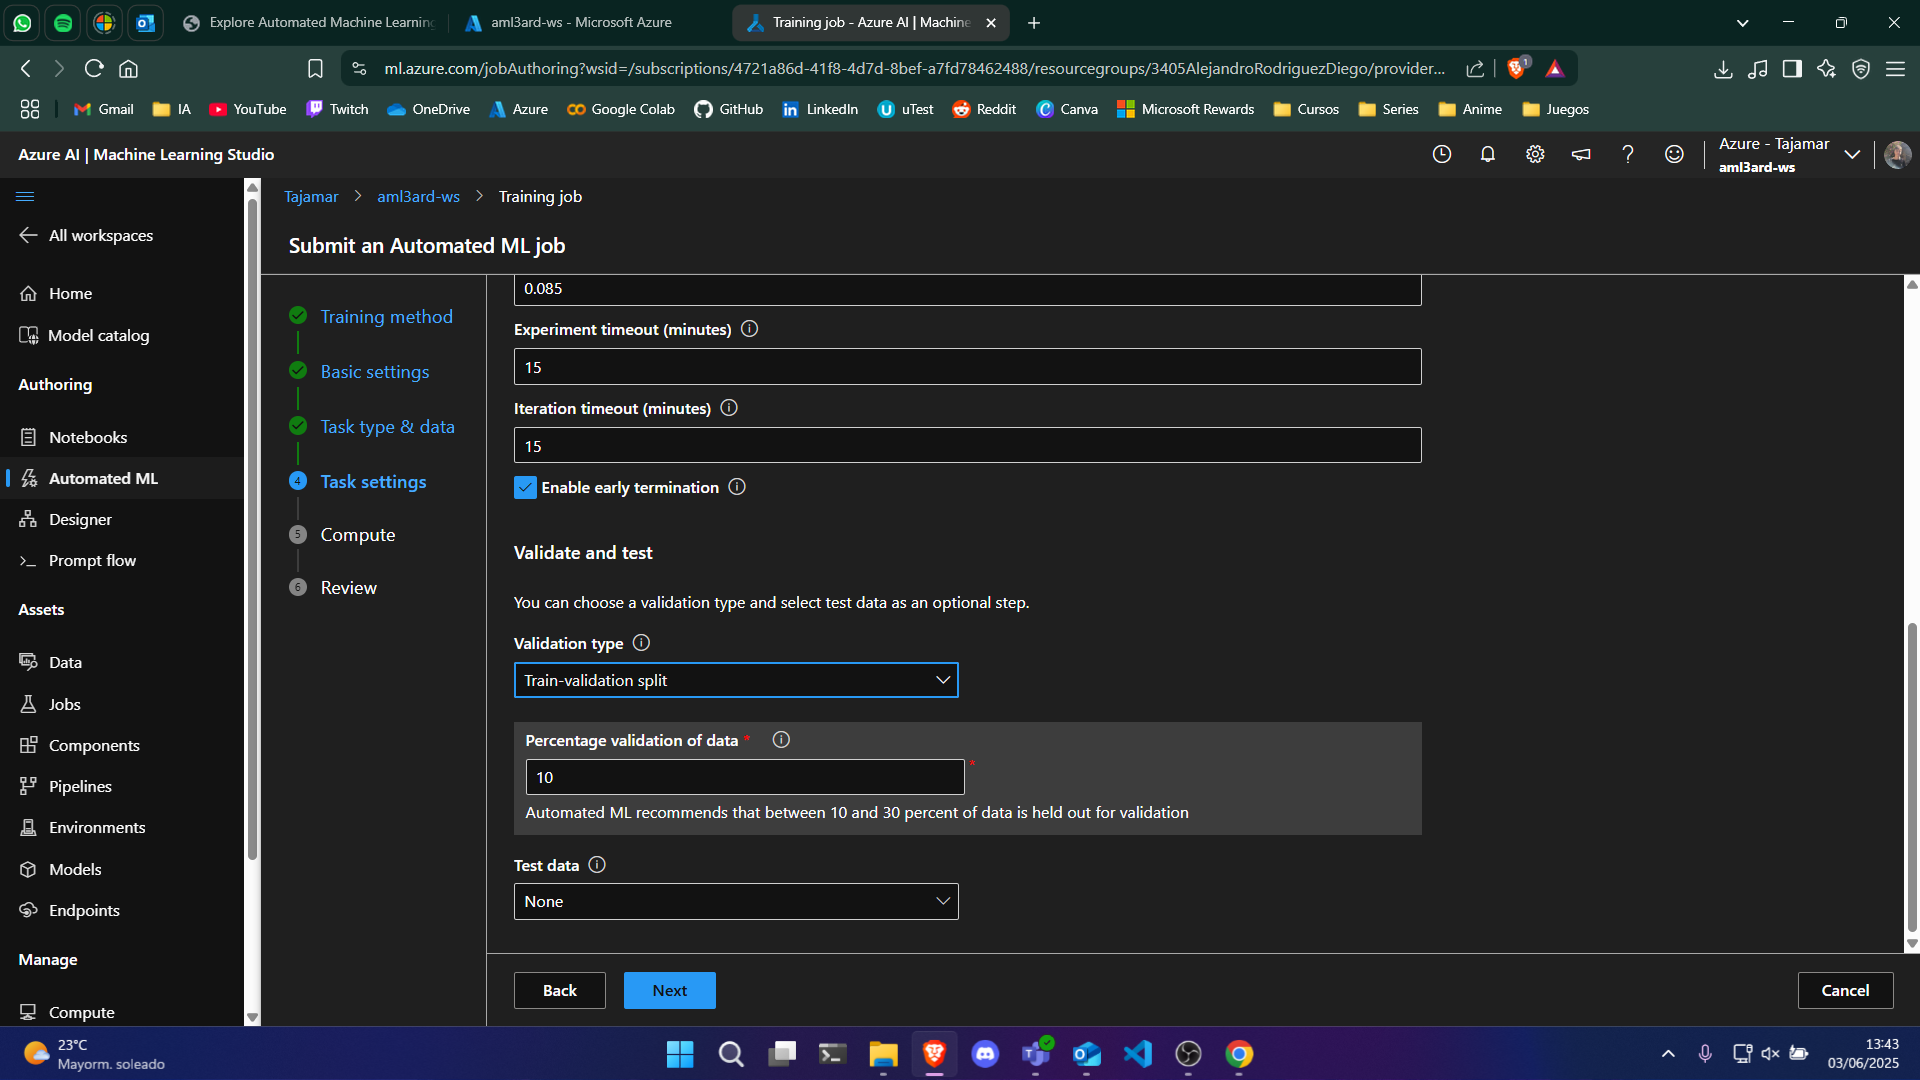 Explore Automated Machine Learning
aml3ard-ws - Microsoft Azure
Training job - Azure AI | Machine
ml.azure.com/jobAuthoring?wsid=/subscriptions/4721a86d-41f8-4d7d-8bef-a7fd78462488/resourcegroups/3405AlejandroRodriguezDiego/provider...
1
Gmail
IA
YouTube
Twitch
OneDrive
Azure
Google Colab
GitHub
LinkedIn
uTest
Reddit
Canva
Microsoft Rewards
Cursos
Series
Anime
Juegos
Azure AI | Machine Learning Studio
Azure - Tajamar
aml3ard-ws
All workspaces
Home
Model catalog
Authoring
Notebooks
Automated ML
Designer
Prompt flow
Assets
Data
Jobs
Components
Pipelines
Environments
Models
Endpoints
Manage
Compute
Tajamar > aml3ard-ws > Training job
Submit an Automated ML job
Training method
Basic settings
Task type & data
4 Task settings
5 Compute
6 Review
0.085
Experiment timeout (minutes)
15
Iteration timeout (minutes)
15
Enable early termination
Validate and test
You can choose a validation type and select test data as an optional step.
Validation type
Train-validation split
Percentage validation of data *
10 *
Automated ML recommends that between 10 and 30 percent of data is held out for validation
Test data
None
Back
Next
Cancel
23°C
Mayorm. soleado
13:43
03/06/2025